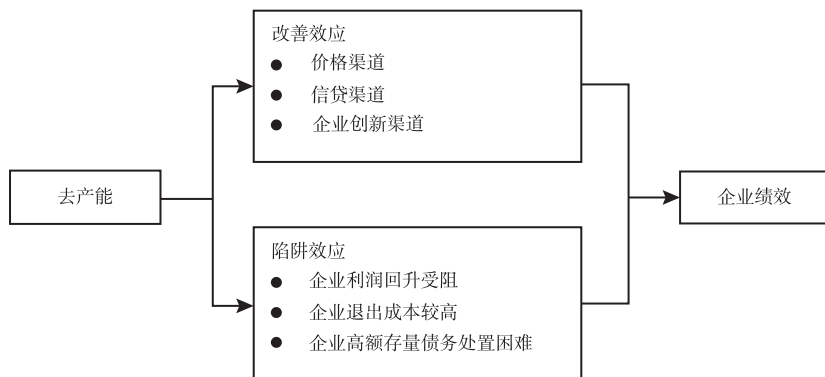 改善效应
● 价格渠道
● 信贷渠道
● 企业创新渠道
去产能
企业绩效
陷阱效应
● 企业利润回升受阻
● 企业退出成本较高
● 企业高额存量债务处置困难